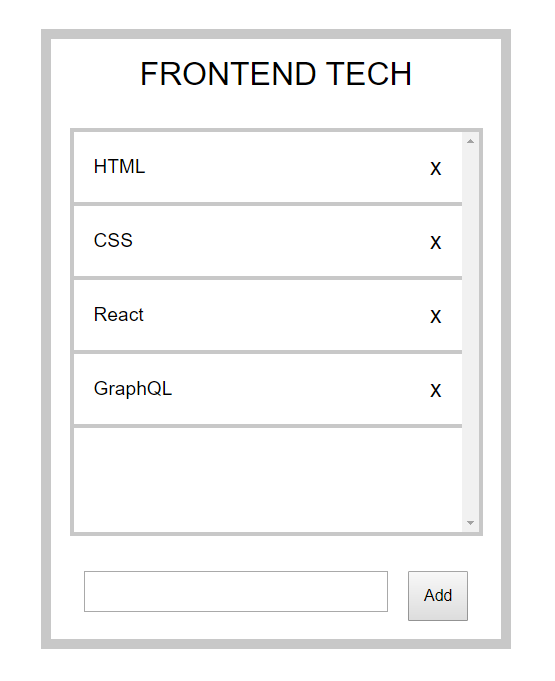 FRONTEND TECH
HTML x
CSS x
React x
GraphQL x
Add